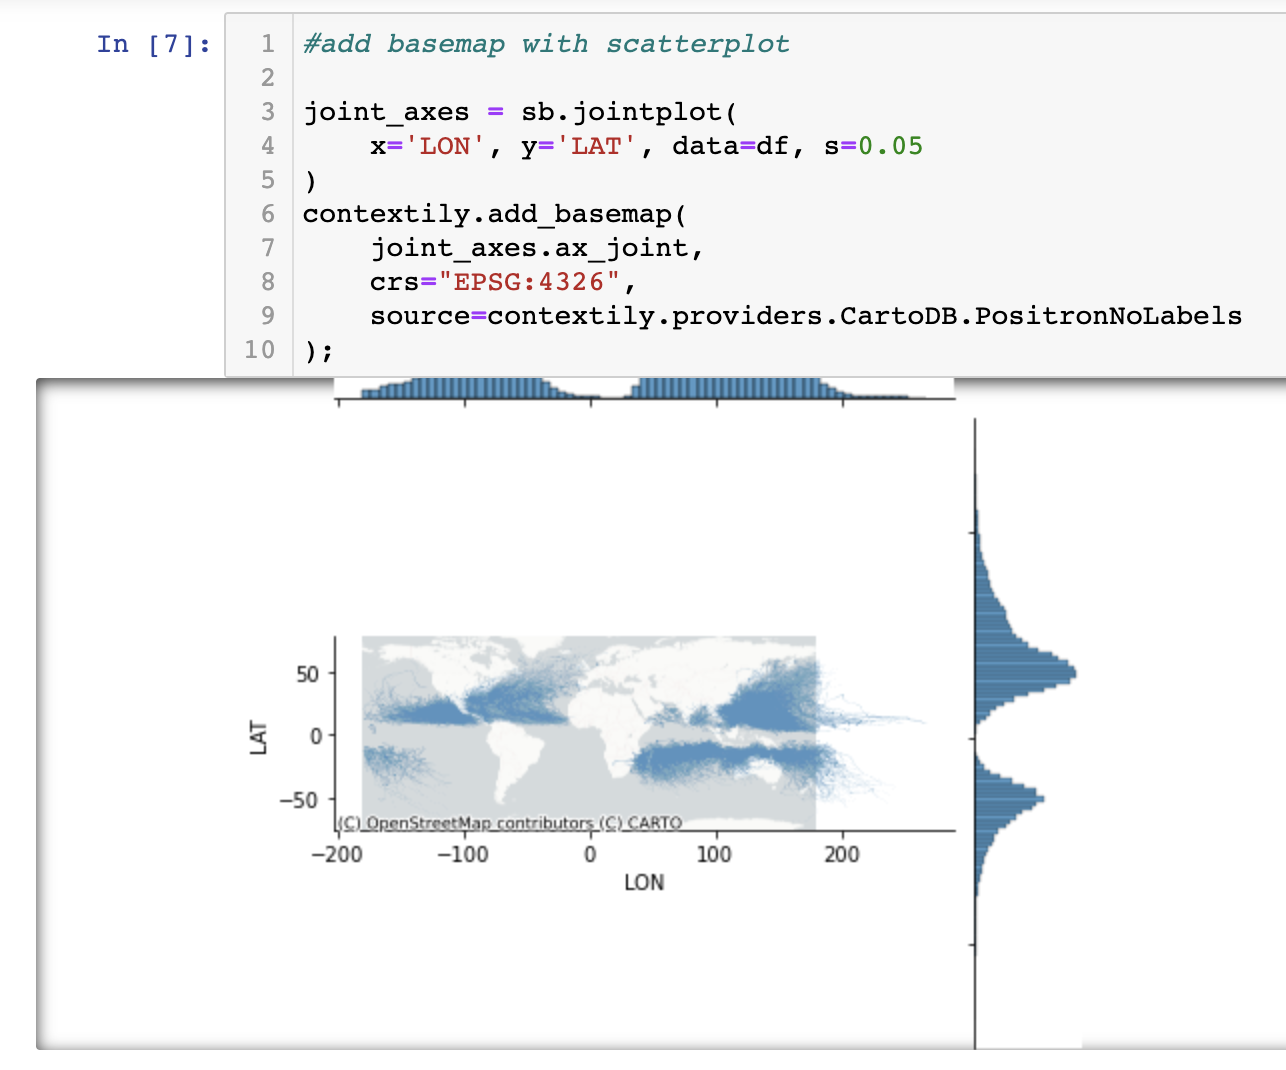 In [7]:
1 #add basemap with scatterplot
2
3 joint_axes = sb.jointplot(
4     x='LON', y='LAT', data=df, s=0.05
5 )
6 contextily.add_basemap(
7     joint_axes.ax_joint,
8     crs="EPSG:4326",
9     source=contextily.providers.CartoDB.PositronNoLabels
10 );
50
0
−50
LAT
(C) OpenStreetMap contributors (C) CARTO
−200 −100 0 100 200
LON